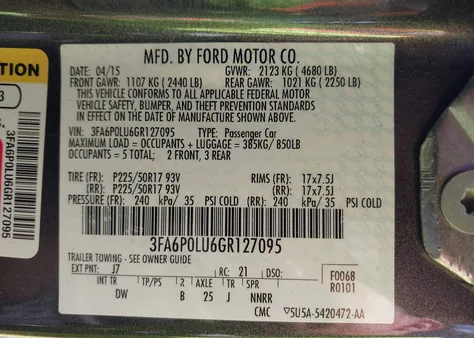 MFD. BY FORD MOTOR CO.
DATE: 04/15 GVWR: 2123 KG ( 4680 LB)
FRONT GAWR: 1107 KG ( 2440 LB) REAR GAWR: 1021 KG ( 2250 LB)
THIS VEHICLE CONFORMS TO ALL APPLICABLE FEDERAL MOTOR
VEHICLE SAFETY, BUMPER, AND THEFT PREVENTION STANDARDS
IN EFFECT ON THE DATE OF MANUFACTURE SHOWN ABOVE.
VIN: 3FA6P0LU6GR127095 TYPE: Passenger Car
MAXIMUM LOAD = OCCUPANTS + LUGGAGE = 385KG / 850LB
OCCUPANTS = 5 TOTAL: 2 FRONT, 3 REAR
TIRE (FR): P225/50R17 93V RIMS (FR): 17x7.5J
(RR): P225/50R17 93V (RR): 17x7.5J
PRESSURE (FR): 240 kPa/ 35 PSI COLD (RR): 240 kPa/ 35 PSI COLD
3FA6P0LU6GR127095
TRAILER TOWING - SEE OWNER GUIDE
EXT PNT: J7 RC: 21 F0068
R0101
INT TR TP/PS R AXLE TR SPR
DW B 25 J NNRR
CMC ▽5U5A-5420472-AA
TION
3
3FA6P0LU6GR127095